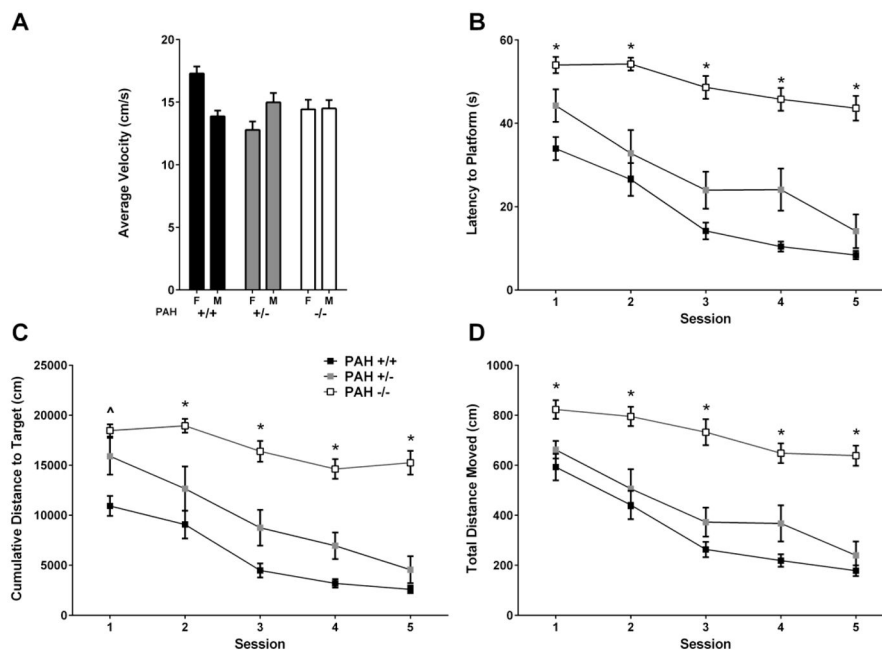 A
Average Velocity (cm/s)
20
15
10
5
0
F M F M F M
PAH +/+ +/- -/-
B
Latency to Platform (s)
60
40
20
0
* * * * *
1 2 3 4 5
Session
C
Cumulative Distance to Target (cm)
25000
20000
15000
10000
5000
0
^ * * * *
PAH +/+
PAH +/-
PAH -/-
1 2 3 4 5
Session
D
Total Distance Moved (cm)
1000
800
600
400
200
0
* * * * *
1 2 3 4 5
Session